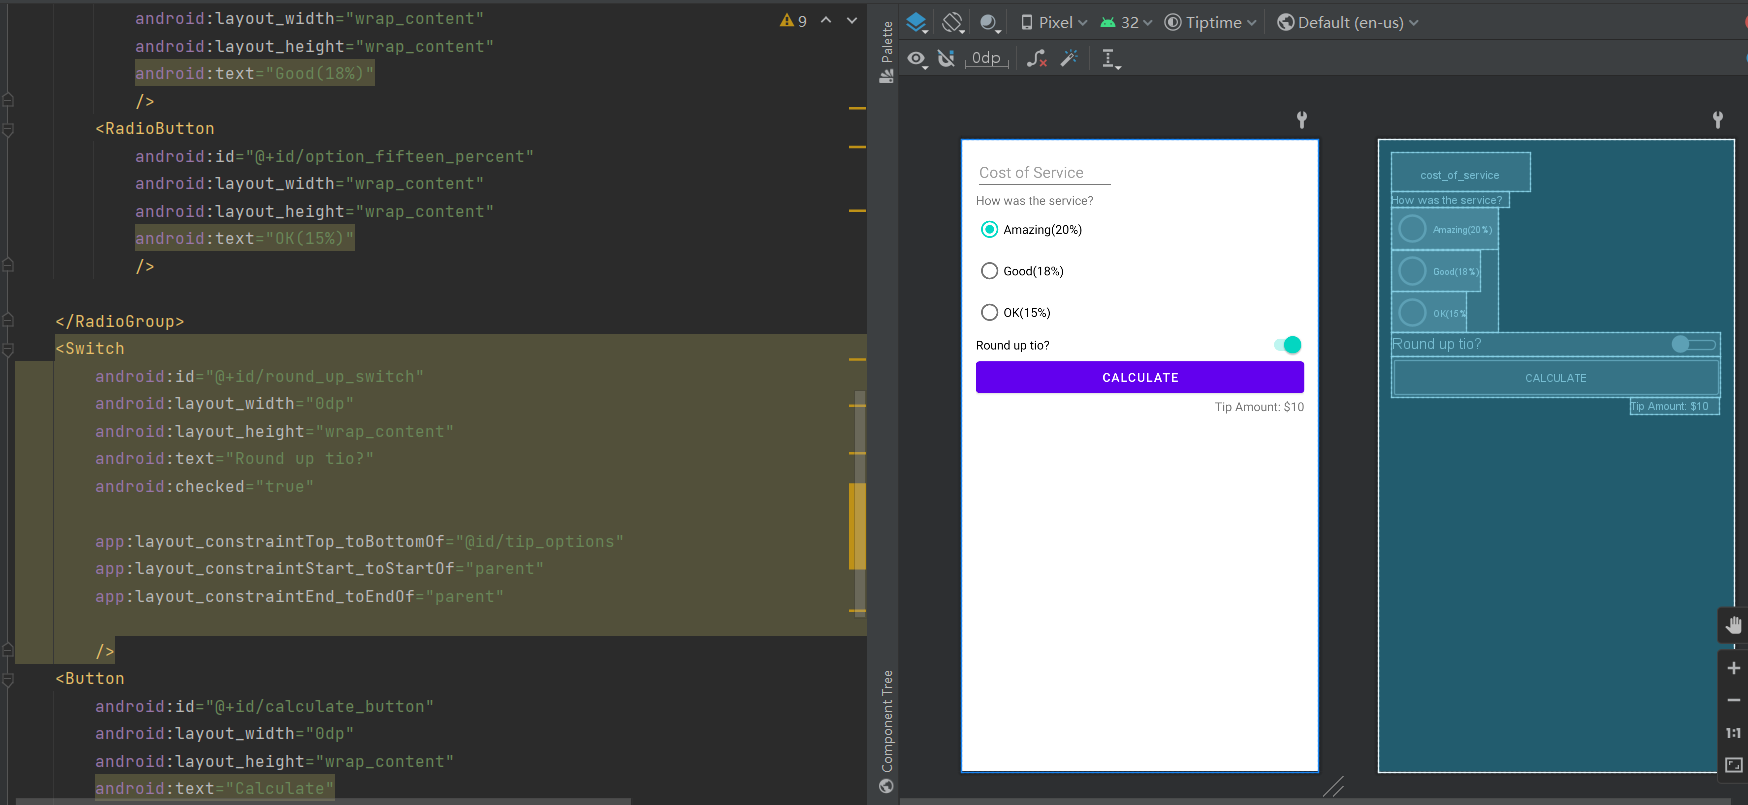 android:layout_width="wrap_content"
android:layout_height="wrap_content"
android:text="Good(18%)"
/>
<RadioButton
android:id="@+id/option_fifteen_percent"
android:layout_width="wrap_content"
android:layout_height="wrap_content"
android:text="OK(15%)"
/>
</RadioGroup>
<Switch
android:id="@+id/round_up_switch"
android:layout_width="0dp"
android:layout_height="wrap_content"
android:text="Round up tio?"
android:checked="true"
app:layout_constraintTop_toBottomOf="@id/tip_options"
app:layout_constraintStart_toStartOf="parent"
app:layout_constraintEnd_toEndOf="parent"
/>
<Button
android:id="@+id/calculate_button"
android:layout_width="0dp"
android:layout_height="wrap_content"
android:text="Calculate"
9
Palette
Component Tree
Pixel 32 Tiptime Default (en-us)
0dp
Cost of Service
How was the service?
Amazing(20%)
Good(18%)
OK(15%)
Round up tio?
CALCULATE
Tip Amount: $10
cost_of_service
How was the service?
Amazing(20%)
Good(18%)
OK(15%
Round up tio?
CALCULATE
Tip Amount: $10
1:1